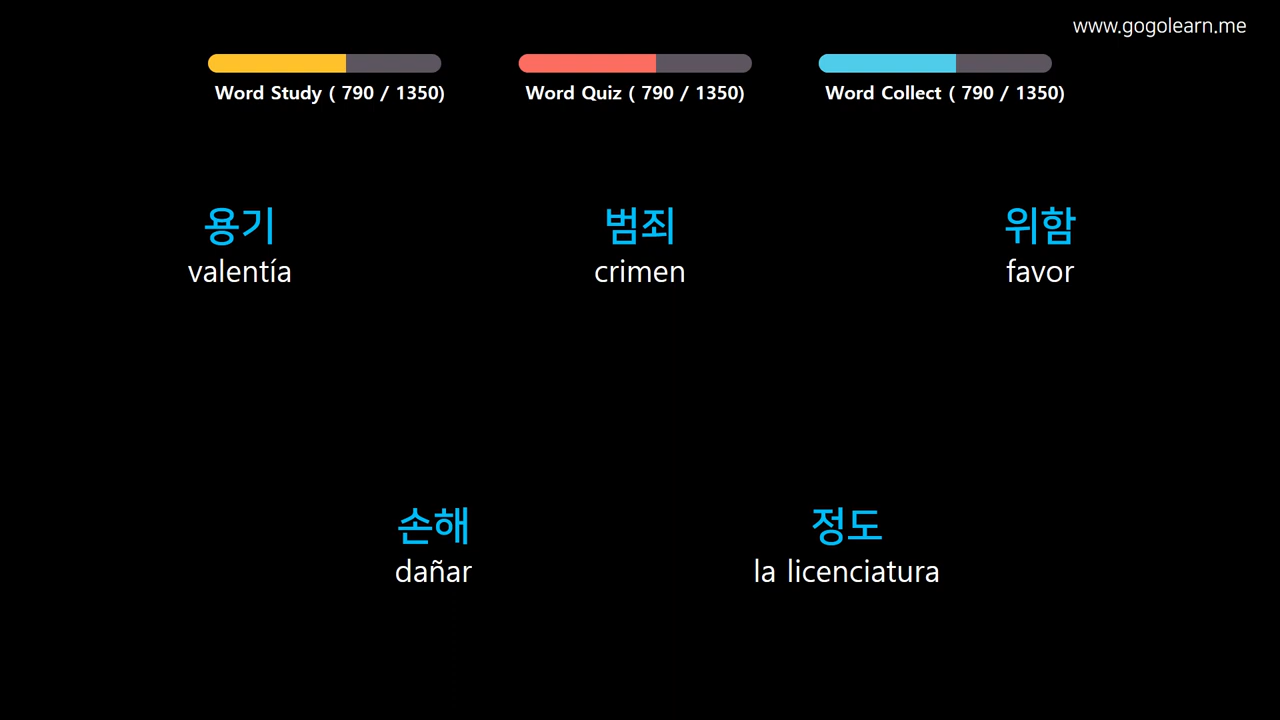 www.gogolearn.me
Word Study ( 790 / 1350)
Word Quiz ( 790 / 1350)
Word Collect ( 790 / 1350)
용기
valentía
범죄
crimen
위함
favor
손해
dañar
정도
la licenciatura